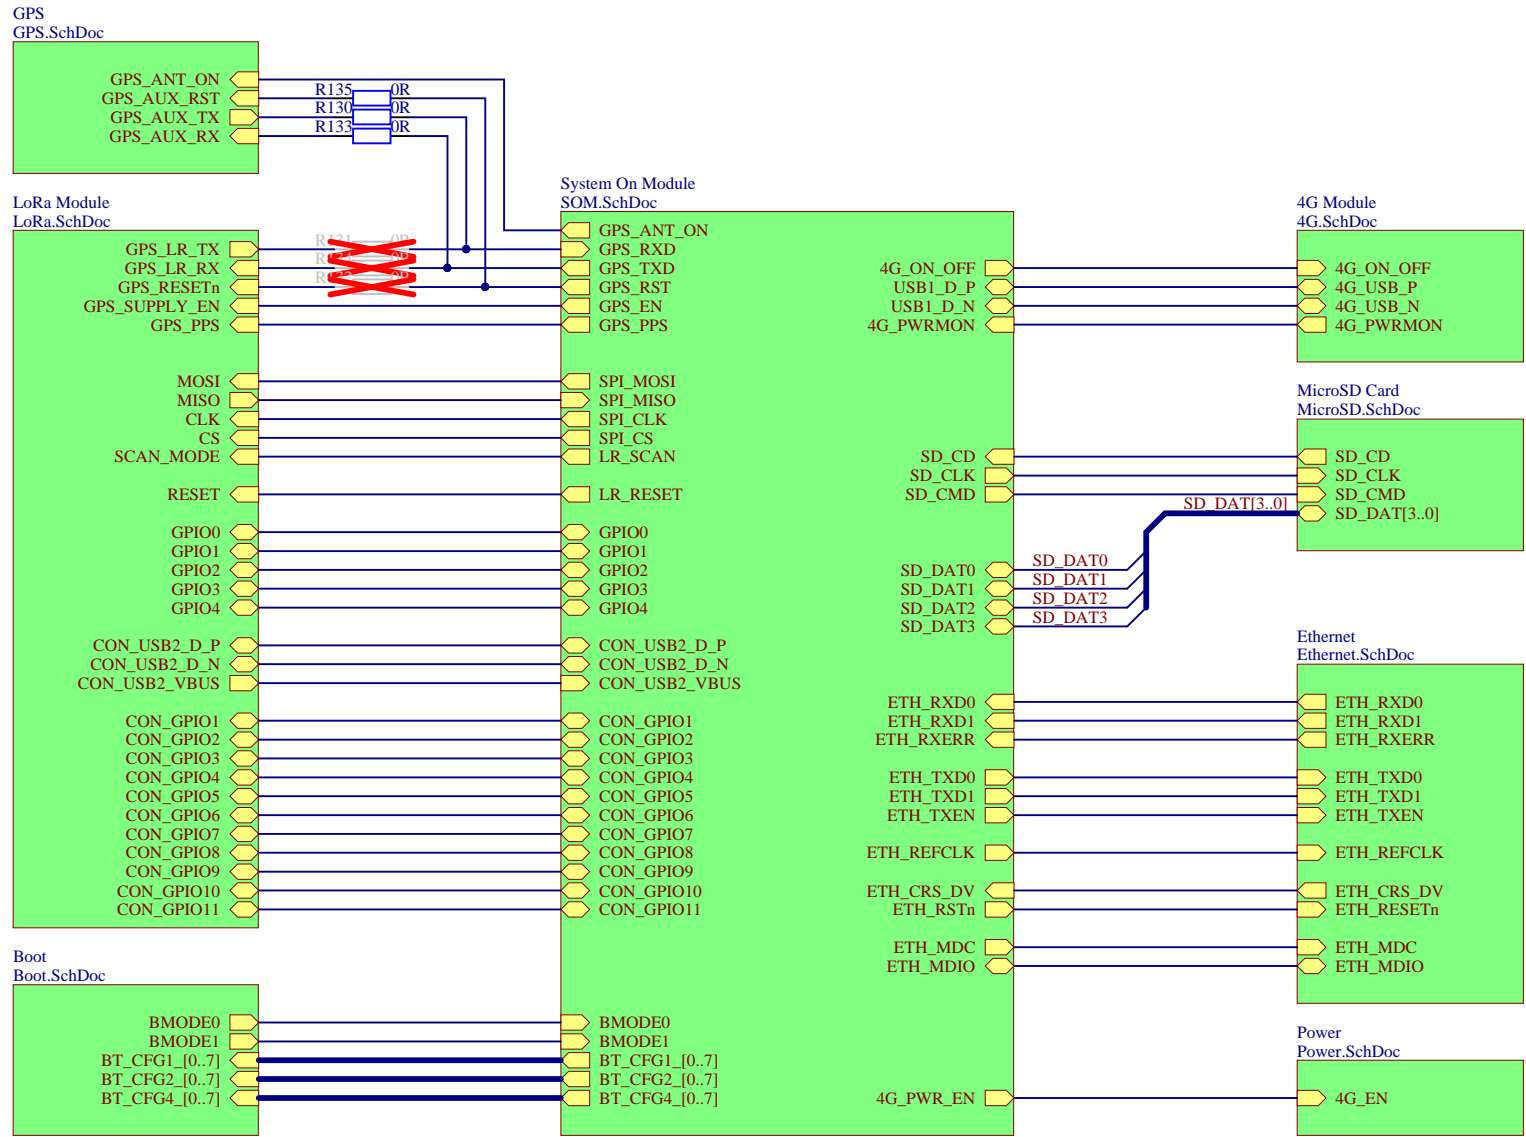 GPS
GPS.SchDoc
GPS_ANT_ON
GPS_AUX_RST
GPS_AUX_TX
GPS_AUX_RX
R135 0R
R130 0R
R133 0R
LoRa Module
LoRa.SchDoc
GPS_LR_TX
GPS_LR_RX
GPS_RESETn
GPS_SUPPLY_EN
GPS_PPS
MOSI
MISO
CLK
CS
SCAN_MODE
RESET
GPIO0
GPIO1
GPIO2
GPIO3
GPIO4
CON_USB2_D_P
CON_USB2_D_N
CON_USB2_VBUS
CON_GPIO1
CON_GPIO2
CON_GPIO3
CON_GPIO4
CON_GPIO5
CON_GPIO6
CON_GPIO7
CON_GPIO8
CON_GPIO9
CON_GPIO10
CON_GPIO11
Boot
Boot.SchDoc
BMODE0
BMODE1
BT_CFG1_[0..7]
BT_CFG2_[0..7]
BT_CFG4_[0..7]
System On Module
SOM.SchDoc
GPS_ANT_ON
GPS_RXD
GPS_TXD
GPS_RST
GPS_EN
GPS_PPS
SPI_MOSI
SPI_MISO
SPI_CLK
SPI_CS
LR_SCAN
LR_RESET
GPIO0
GPIO1
GPIO2
GPIO3
GPIO4
CON_USB2_D_P
CON_USB2_D_N
CON_USB2_VBUS
CON_GPIO1
CON_GPIO2
CON_GPIO3
CON_GPIO4
CON_GPIO5
CON_GPIO6
CON_GPIO7
CON_GPIO8
CON_GPIO9
CON_GPIO10
CON_GPIO11
BMODE0
BMODE1
BT_CFG1_[0..7]
BT_CFG2_[0..7]
BT_CFG4_[0..7]
4G_ON_OFF
USB1_D_P
USB1_D_N
4G_PWRMON
SD_CD
SD_CLK
SD_CMD
SD_DAT0
SD_DAT1
SD_DAT2
SD_DAT3
ETH_RXD0
ETH_RXD1
ETH_RXERR
ETH_TXD0
ETH_TXD1
ETH_TXEN
ETH_REFCLK
ETH_CRS_DV
ETH_RSTn
ETH_MDC
ETH_MDIO
4G_PWR_EN
SD_DAT[3..0]
SD_DAT0
SD_DAT1
SD_DAT2
SD_DAT3
4G Module
4G.SchDoc
4G_ON_OFF
4G_USB_P
4G_USB_N
4G_PWRMON
MicroSD Card
MicroSD.SchDoc
SD_CD
SD_CLK
SD_CMD
SD_DAT[3..0]
Ethernet
Ethernet.SchDoc
ETH_RXD0
ETH_RXD1
ETH_RXERR
ETH_TXD0
ETH_TXD1
ETH_TXEN
ETH_REFCLK
ETH_CRS_DV
ETH_RESETn
ETH_MDC
ETH_MDIO
Power
Power.SchDoc
4G_EN